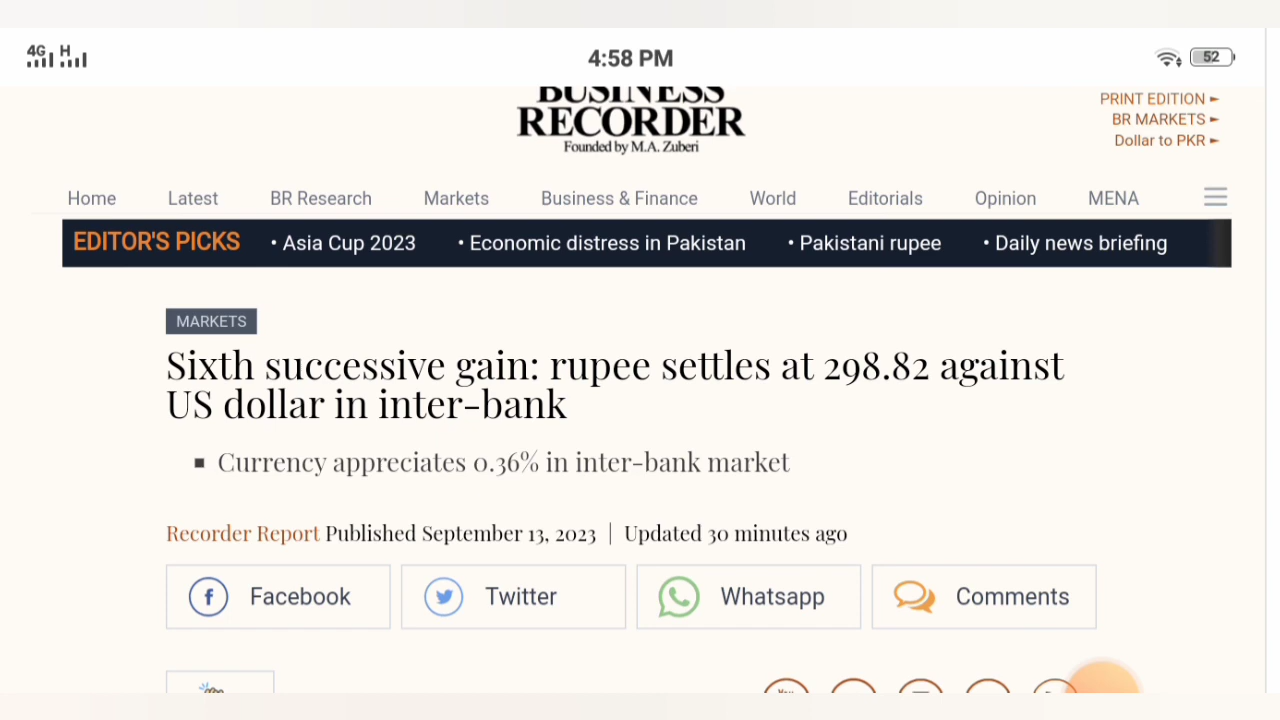 4G H 4:58 PM 52
BUSINESS
RECORDER
Founded by M.A. Zuberi
PRINT EDITION ►
BR MARKETS ►
Dollar to PKR ►
Home Latest BR Research Markets Business & Finance World Editorials Opinion MENA
EDITOR'S PICKS • Asia Cup 2023 • Economic distress in Pakistan • Pakistani rupee • Daily news briefing
MARKETS
Sixth successive gain: rupee settles at 298.82 against
US dollar in inter-bank
■ Currency appreciates 0.36% in inter-bank market
Recorder Report Published September 13, 2023 | Updated 30 minutes ago
Facebook Twitter Whatsapp Comments